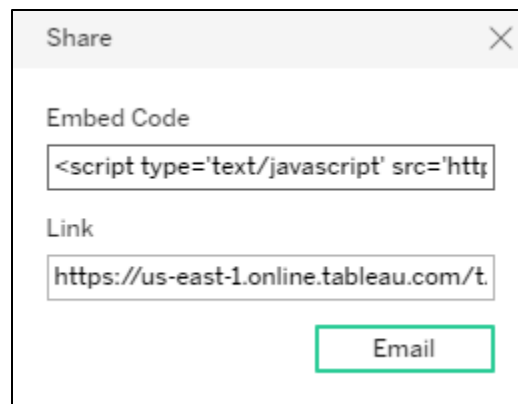 Share
Embed Code
<script type='text/javascript' src='http
Link
https://us-east-1.online.tableau.com/t.
Email